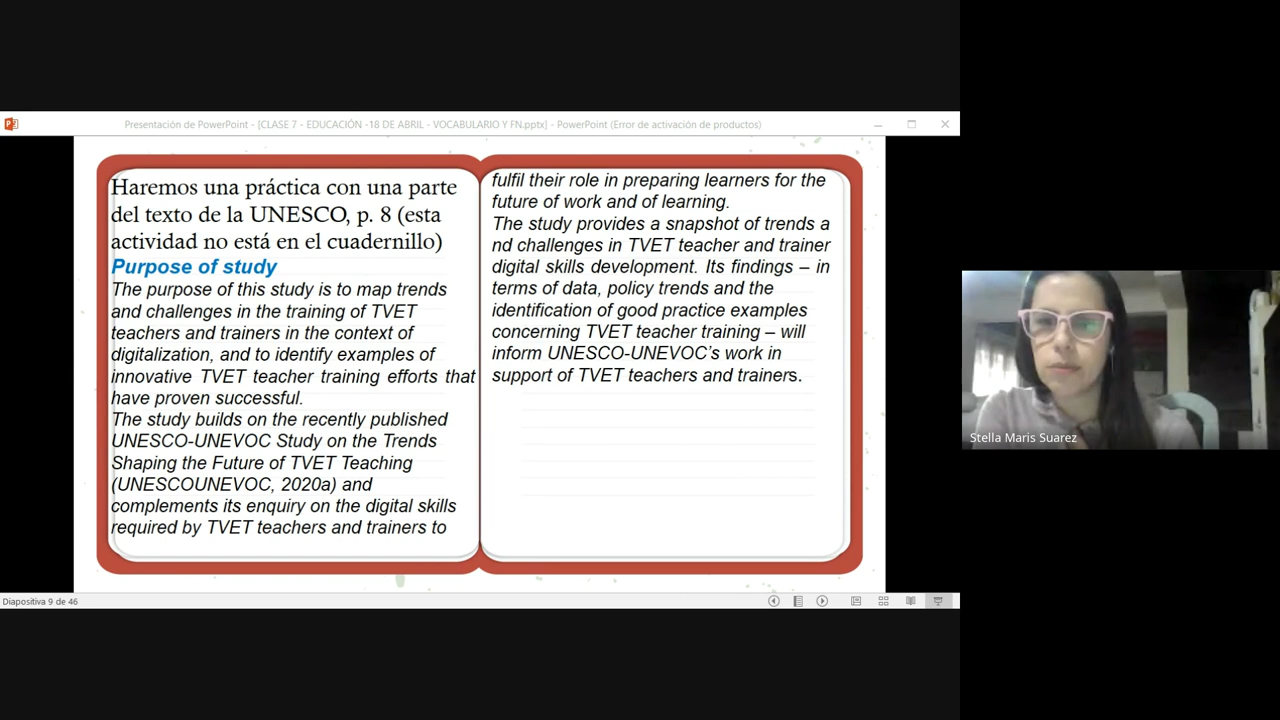 Presentación de PowerPoint - [CLASE 7 - EDUCACIÓN -18 DE ABRIL - VOCABULARIO Y FN.pptx] - PowerPoint (Error de activación de productos)
Haremos una práctica con una parte
del texto de la UNESCO, p. 8 (esta
actividad no está en el cuadernillo)
Purpose of study
The purpose of this study is to map trends
and challenges in the training of TVET
teachers and trainers in the context of
digitalization, and to identify examples of
innovative TVET teacher training efforts that
have proven successful.
The study builds on the recently published
UNESCO-UNEVOC Study on the Trends
Shaping the Future of TVET Teaching
(UNESCOUNEVOC, 2020a) and
complements its enquiry on the digital skills
required by TVET teachers and trainers to
fulfil their role in preparing learners for the
future of work and of learning.
The study provides a snapshot of trends a
nd challenges in TVET teacher and trainer
digital skills development. Its findings – in
terms of data, policy trends and the
identification of good practice examples
concerning TVET teacher training – will
inform UNESCO-UNEVOC’s work in
support of TVET teachers and trainers.
Stella Maris Suarez
Diapositiva 9 de 46